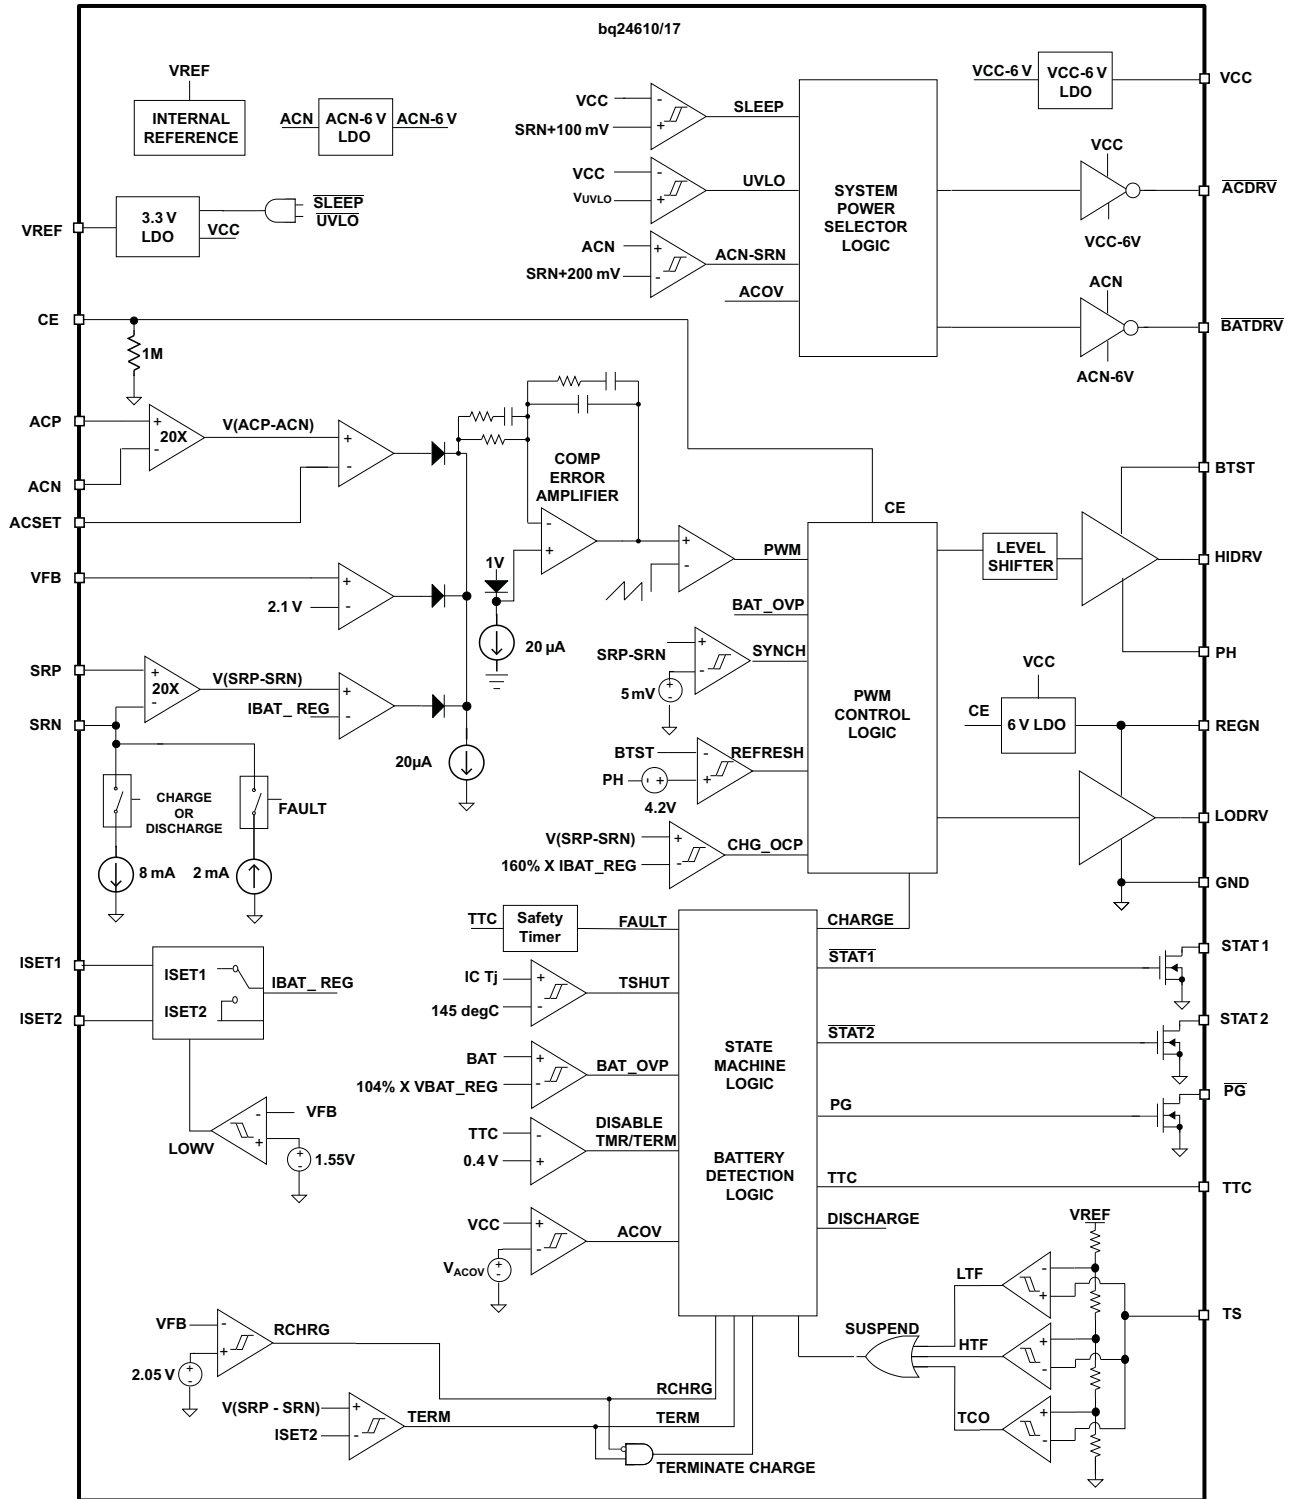 bq24610/17
VREF
INTERNAL
REFERENCE
ACN
ACN-6 V
LDO
ACN-6 V
VCC
SRN+100 mV
-
+
SLEEP
VCC
VUVLO
-
+
UVLO
ACN
SRN+200 mV
+
-
ACN-SRN
ACOV
SYSTEM
POWER
SELECTOR
LOGIC
VCC-6 V
VCC-6 V
LDO
VCC
VCC
VCC-6V
ACDRV
ACN
ACN-6V
BATDRV
VREF
3.3 V
LDO
VCC
SLEEP
UVLO
CE
1M
ACP
ACN
ACSET
+
-
20X
V(ACP-ACN)
+
-
COMP
ERROR
AMPLIFIER
-
+
1V
20 µA
+
-
PWM
CE
VFB
2.1 V
+
-
SRP
SRN
+
-
20X
V(SRP-SRN)
IBAT_ REG
+
-
20µA
CHARGE
OR
DISCHARGE
FAULT
8 mA
2 mA
BAT_OVP
SRP-SRN
5 mV
+
-
+
-
SYNCH
BTST
PH
- +
4.2V
-
+
REFRESH
V(SRP-SRN)
160% X IBAT_REG
+
-
CHG_OCP
PWM
CONTROL
LOGIC
LEVEL
SHIFTER
BTST
HIDRV
PH
VCC
CE
6 V LDO
REGN
LODRV
GND
ISET1
ISET2
ISET1
ISET2
IBAT_ REG
LOWV
-
+
VFB
+
-
1.55V
TTC
Safety
Timer
FAULT
CHARGE
IC Tj
145 degC
+
-
TSHUT
BAT
104% X VBAT_REG
+
-
BAT_OVP
TTC
0.4 V
-
+
DISABLE
TMR/TERM
VCC
VACOV
+
-
+
-
ACOV
STATE
MACHINE
LOGIC
BATTERY
DETECTION
LOGIC
STAT1
STAT 1
STAT2
STAT 2
PG
PG
TTC
TTC
DISCHARGE
VREF
LTF
-
+
SUSPEND
HTF
+
-
TCO
+
-
TS
VFB
2.05 V
+
-
-
+
RCHRG
RCHRG
V(SRP - SRN)
ISET2
+
-
TERM
TERM
TERMINATE CHARGE